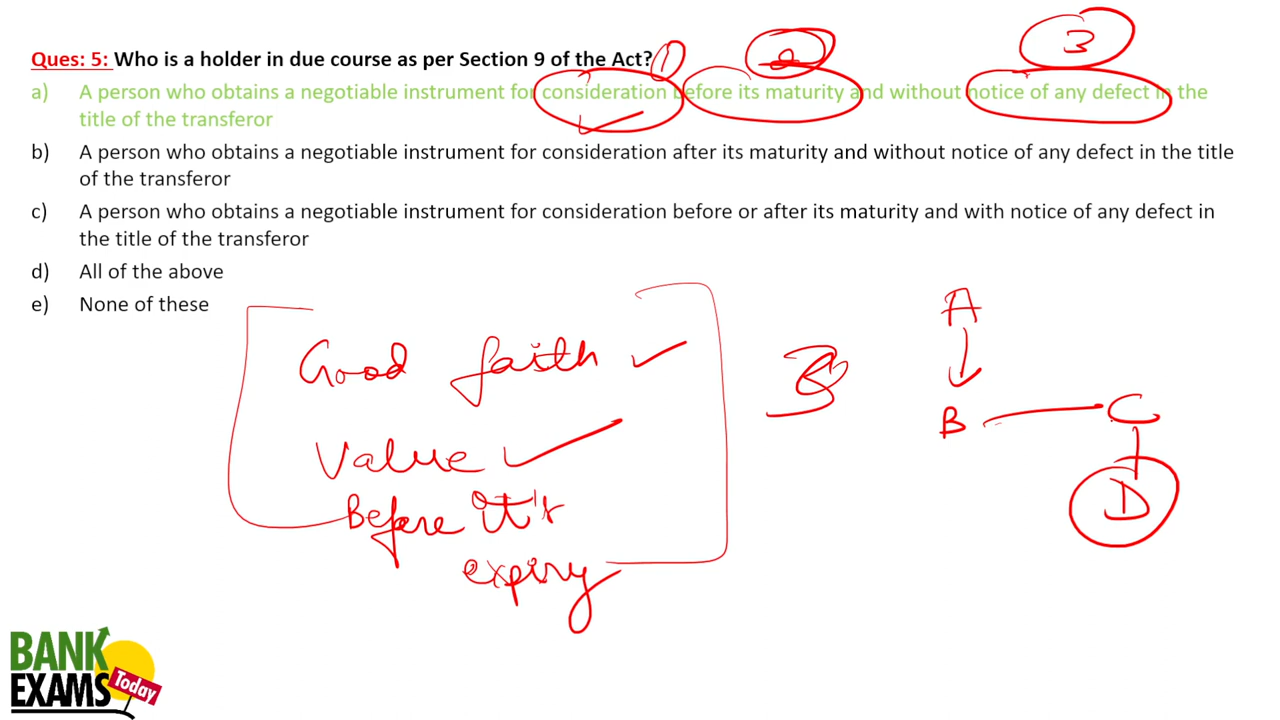 Ques: 5: Who is a holder in due course as per Section 9 of the Act? 1 2 3
a) A person who obtains a negotiable instrument for consideration before its maturity and without notice of any defect in the
title of the transferor
b) A person who obtains a negotiable instrument for consideration after its maturity and without notice of any defect in the title
of the transferor
c) A person who obtains a negotiable instrument for consideration before or after its maturity and with notice of any defect in
the title of the transferor
d) All of the above
e) None of these
A
Good faith
B C
Value
D
Before it's
expiry
BANK
EXAMS Today